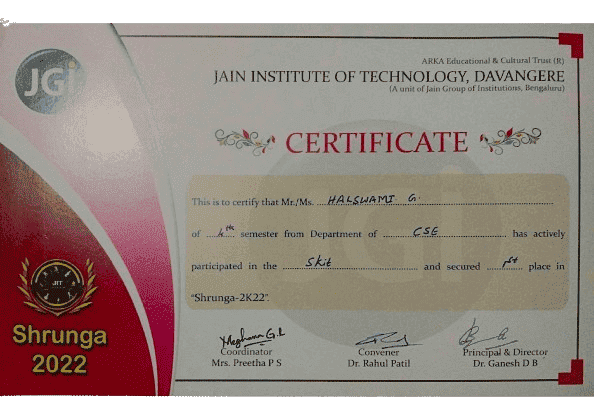 JGi
ARKA Educational & Cultural Trust (R)
JAIN INSTITUTE OF TECHNOLOGY, DAVANGERE
(A unit of Jain Group of Institutions, Bengaluru)
CERTIFICATE
This is to certify that Mr./Ms. HALSWAMI G.
of 4th semester from Department of CSE has actively
participated in the Skit and secured 1st place in
"Shrunga-2K22".
JIT
Shrunga
2022
Meghana G.L
Coordinator
Mrs. Preetha P S
Convener
Dr. Rahul Patil
Principal & Director
Dr. Ganesh D B